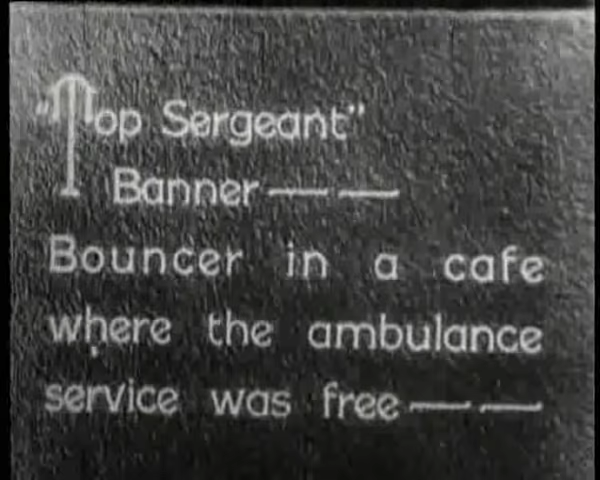 "Top Sergeant"
Banner— —
Bouncer in a cafe
where the ambulance
service was free— —